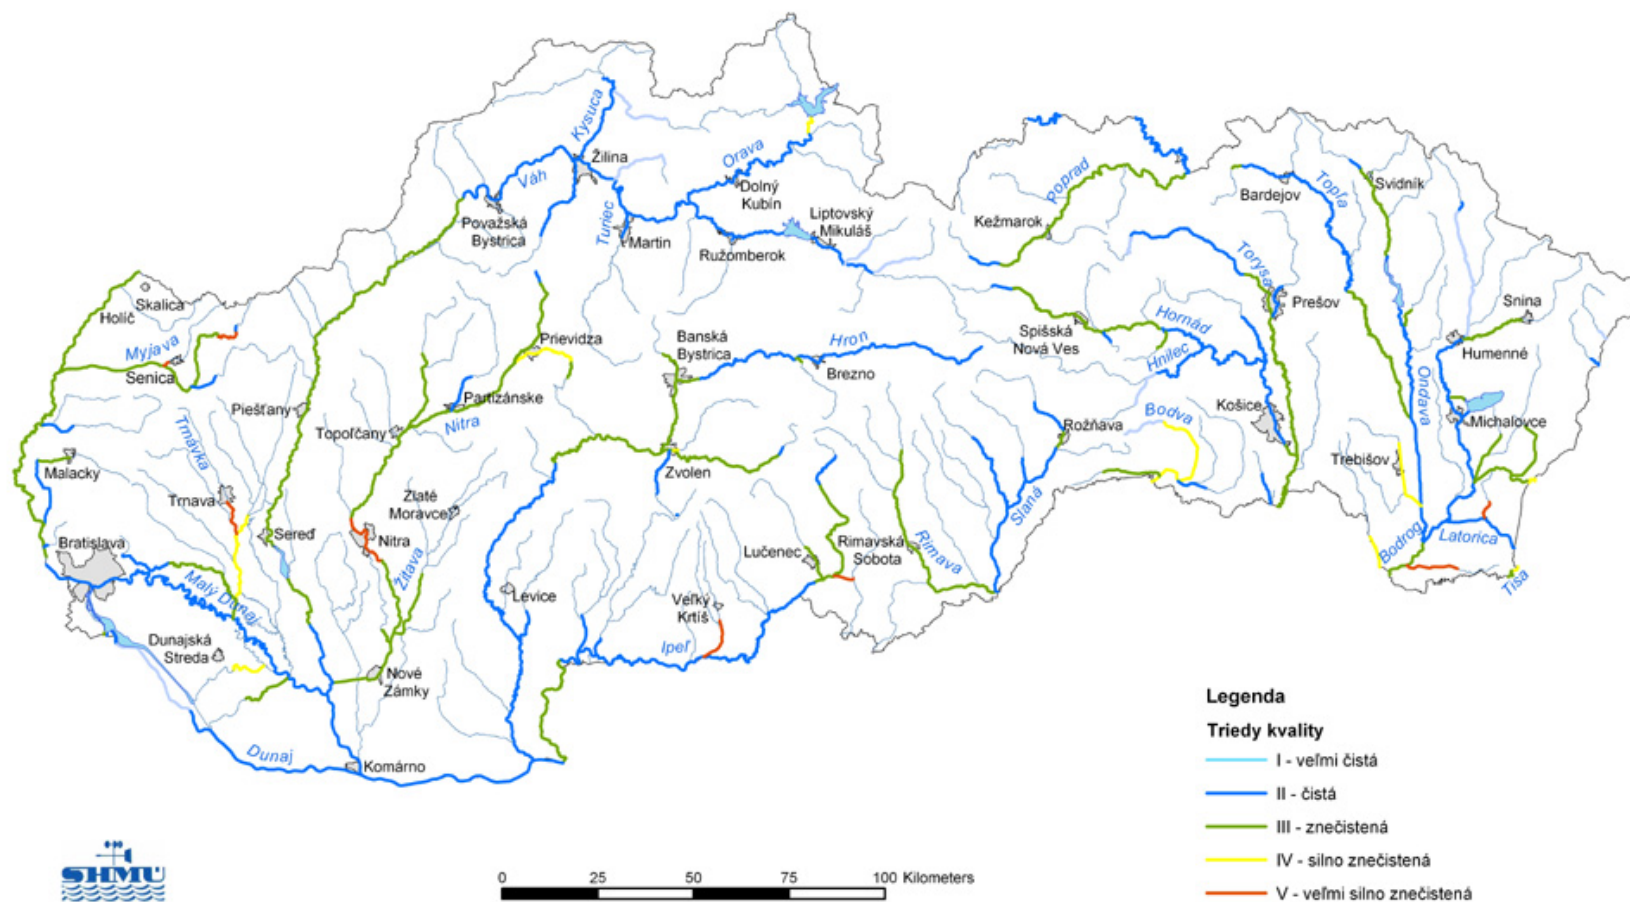 Kysuca
Žilina
Orava
Váh
Dolný
Kubín
Poprad
Bardejov
Topľa
Svidník
Považská
Bystrica
Turiec
Martin
Liptovský
Mikuláš
Kežmarok
Ružomberok
Torysa
Skalica
Holíč
Prešov
Snina
Myjava
Senica
Prievidza
Banská
Bystrica
Hron
Brezno
Spišská
Nová Ves
Hornád
Hnilec
Humenné
Piešťany
Partizánske
Nitra
Topoľčany
Trnávka
Košice
Ondava
Michalovce
Rožňava
Bodva
Malacky
Zvolen
Trebišov
Trnava
Zlaté
Moravce
Slaná
Sereď
Nitra
Bratislava
Lučenec
Rimavská
Sobota
Rimava
Bodrog
Latorica
Tisa
Malý Dunaj
Žitava
Levice
Veľký
Krtíš
Dunajská
Streda
Ipeľ
Nové
Zámky
Dunaj
Komárno
Legenda
Triedy kvality
I - veľmi čistá
II - čistá
III - znečistená
IV - silno znečistená
V - veľmi silno znečistená
SHMÚ
0 25 50 75 100 Kilometers